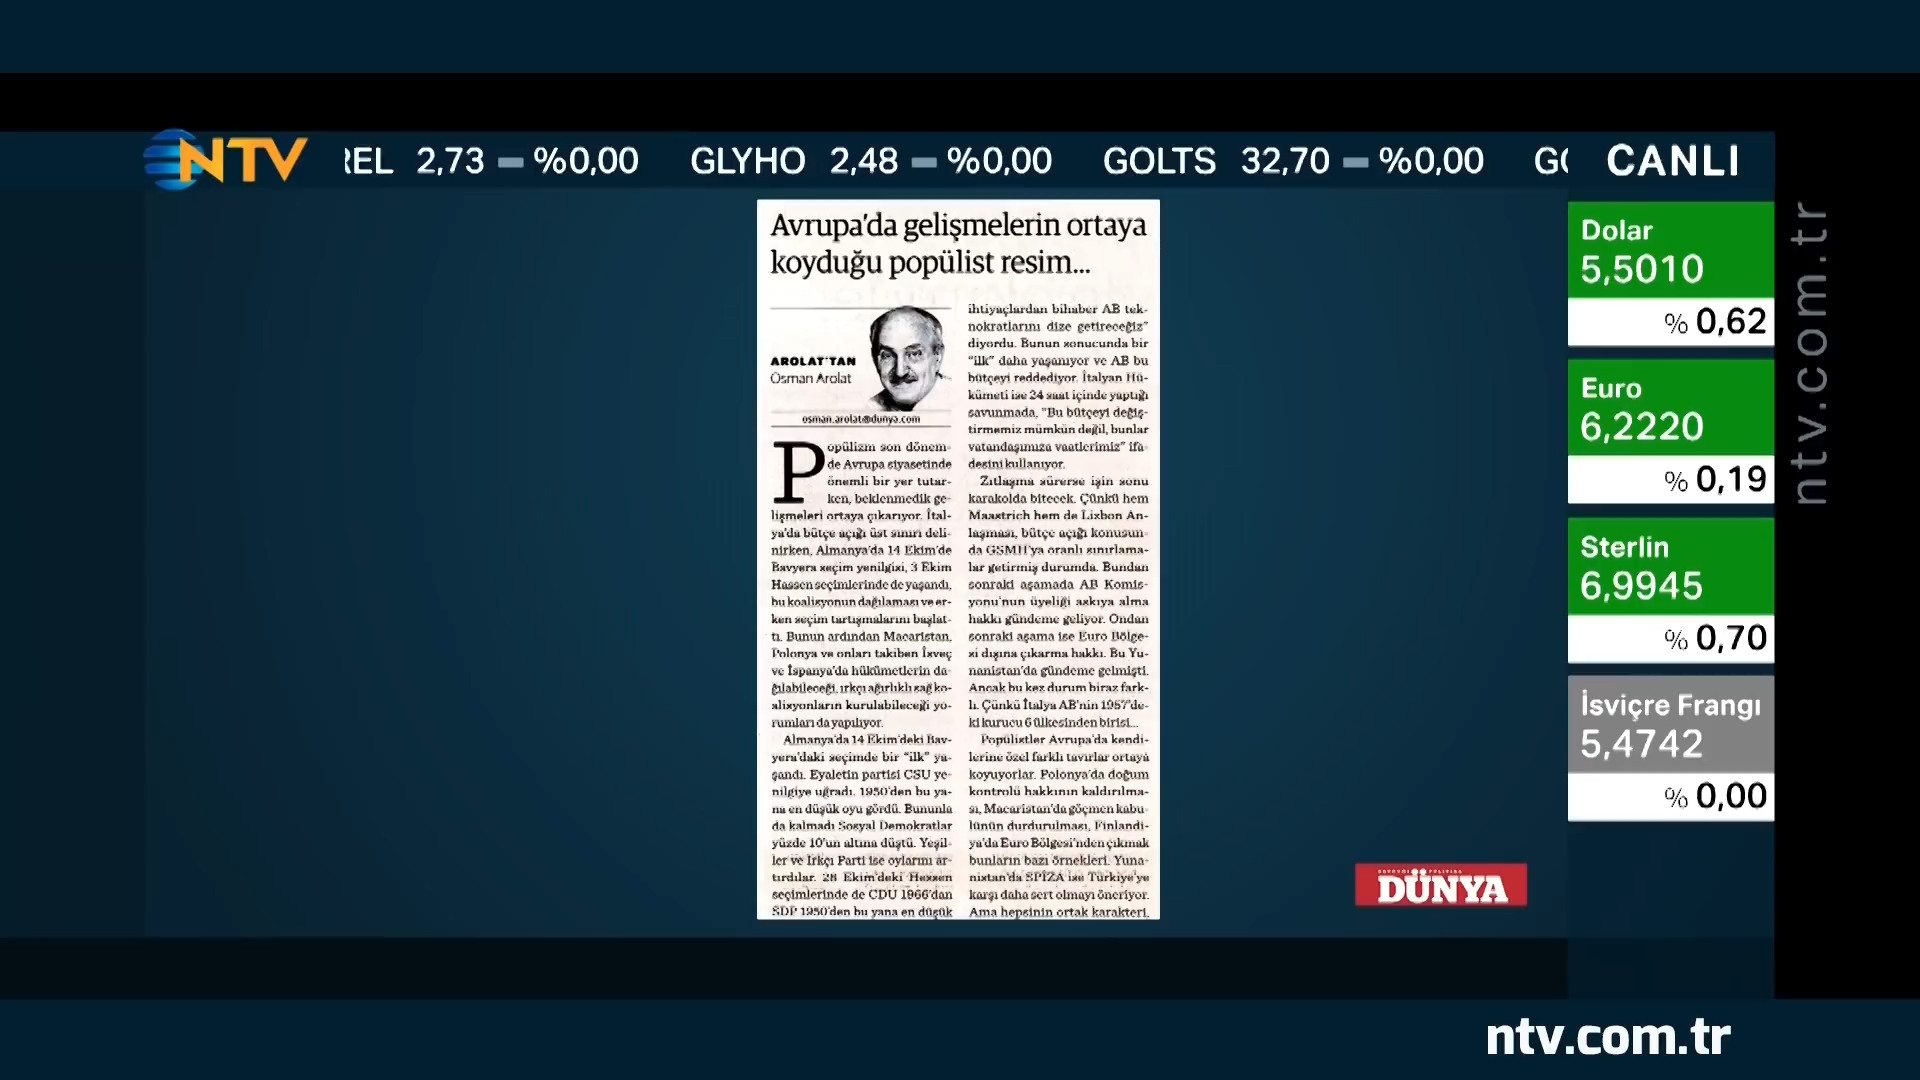 NTV
REL 2,73 %0,00 GLYHO 2,48 %0,00 GOLTS 32,70 %0,00 GO
CANLI
Avrupa'da gelişmelerin ortaya
koyduğu popülist resim...
AROLAT'TAN
Osman Arolat
osman.arolat@dunya.com
Popülizm son dönem-
de Avrupa siyasetinde
önemli bir yer tutar-
ken, beklenmedik ge-
lişmeleri ortaya çıkarıyor. İtal-
ya'da bütçe açığı üst sınırı deli-
nirken, Almanya'da 14 Ekim'de
Bavyera seçim yenilgisi, 3 Ekim
Hassen seçimlerinde de yaşandı,
bu koalisyonun dağılaması ve er-
ken seçim tartışmalarını başlat-
tı. Bunun ardından Macaristan,
Polonya ve onları takiben İsveç
ve İspanya'da hükümetlerin da-
ğılabileceği, ırkçı ağırlıklı sağ ko-
alisyonların kurulabileceği yo-
rumları da yapılıyor.
Almanya'da 14 Ekim'deki Bav-
yera'daki seçimde bir "ilk" ya-
şandı. Eyaletin partisi CSU ye-
nilgiye uğradı. 1950'den bu ya-
na en düşük oyu gördü. Bununla
da kalmadı Sosyal Demokratlar
yüzde 10'un altına düştü. Yeşil-
ler ve Irkçı Parti ise oylarını ar-
tırdılar. 28 Ekim'deki Hessen
seçimlerinde de CDU 1966'dan
SDP 1950'den bu yana en düşük
ihtiyaçlardan bihaber AB tek-
nokratlarını dize getireceğiz"
diyordu. Bunun sonucunda bir
"ilk" daha yaşanıyor ve AB bu
bütçeyi reddediyor. İtalyan Hü-
kümeti ise 24 saat içinde yaptığı
savunmada, "Bu bütçeyi değiş-
tirmemiz mümkün değil, bunlar
vatandaşımıza vaatlerimiz" ifa-
desini kullanıyor.
Zıtlaşma sürerse işin sonu
karakolda bitecek. Çünkü hem
Maastrich hem de Lizbon An-
laşması, bütçe açığı konusun-
da GSMH'ya oranlı sınırlama-
lar getirmiş durumda. Bundan
sonraki aşamada AB Komis-
yonu'nun üyeliği askıya alma
hakkı gündeme geliyor. Ondan
sonraki aşama ise Euro Bölge-
si dışına çıkarma hakkı. Bu Yu-
nanistan'da gündeme gelmişti.
Ancak bu kez durum biraz fark-
lı. Çünkü İtalya AB'nin 1957'de-
ki kurucu 6 ülkesinden birisi...
Popülistler Avrupa'da kendi-
lerine özel farklı tavırlar ortaya
koyuyorlar. Polonya'da doğum
kontrolü hakkının kaldırılma-
sı, Macaristan'da göçmen kabu-
lünün durdurulması, Finlandi-
ya'da Euro Bölgesi'nden çıkmak
bunların bazı örnekleri. Yuna-
nistan'da SPİZA ise Türkiye'ye
karşı daha sert olmayı öneriyor.
Ama hepsinin ortak karakteri,
Dolar
5,5010
% 0,62
Euro
6,2220
% 0,19
Sterlin
6,9945
% 0,70
İsviçre Frangı
5,4742
% 0,00
ntv.com.tr
DÜNYA
ntv.com.tr